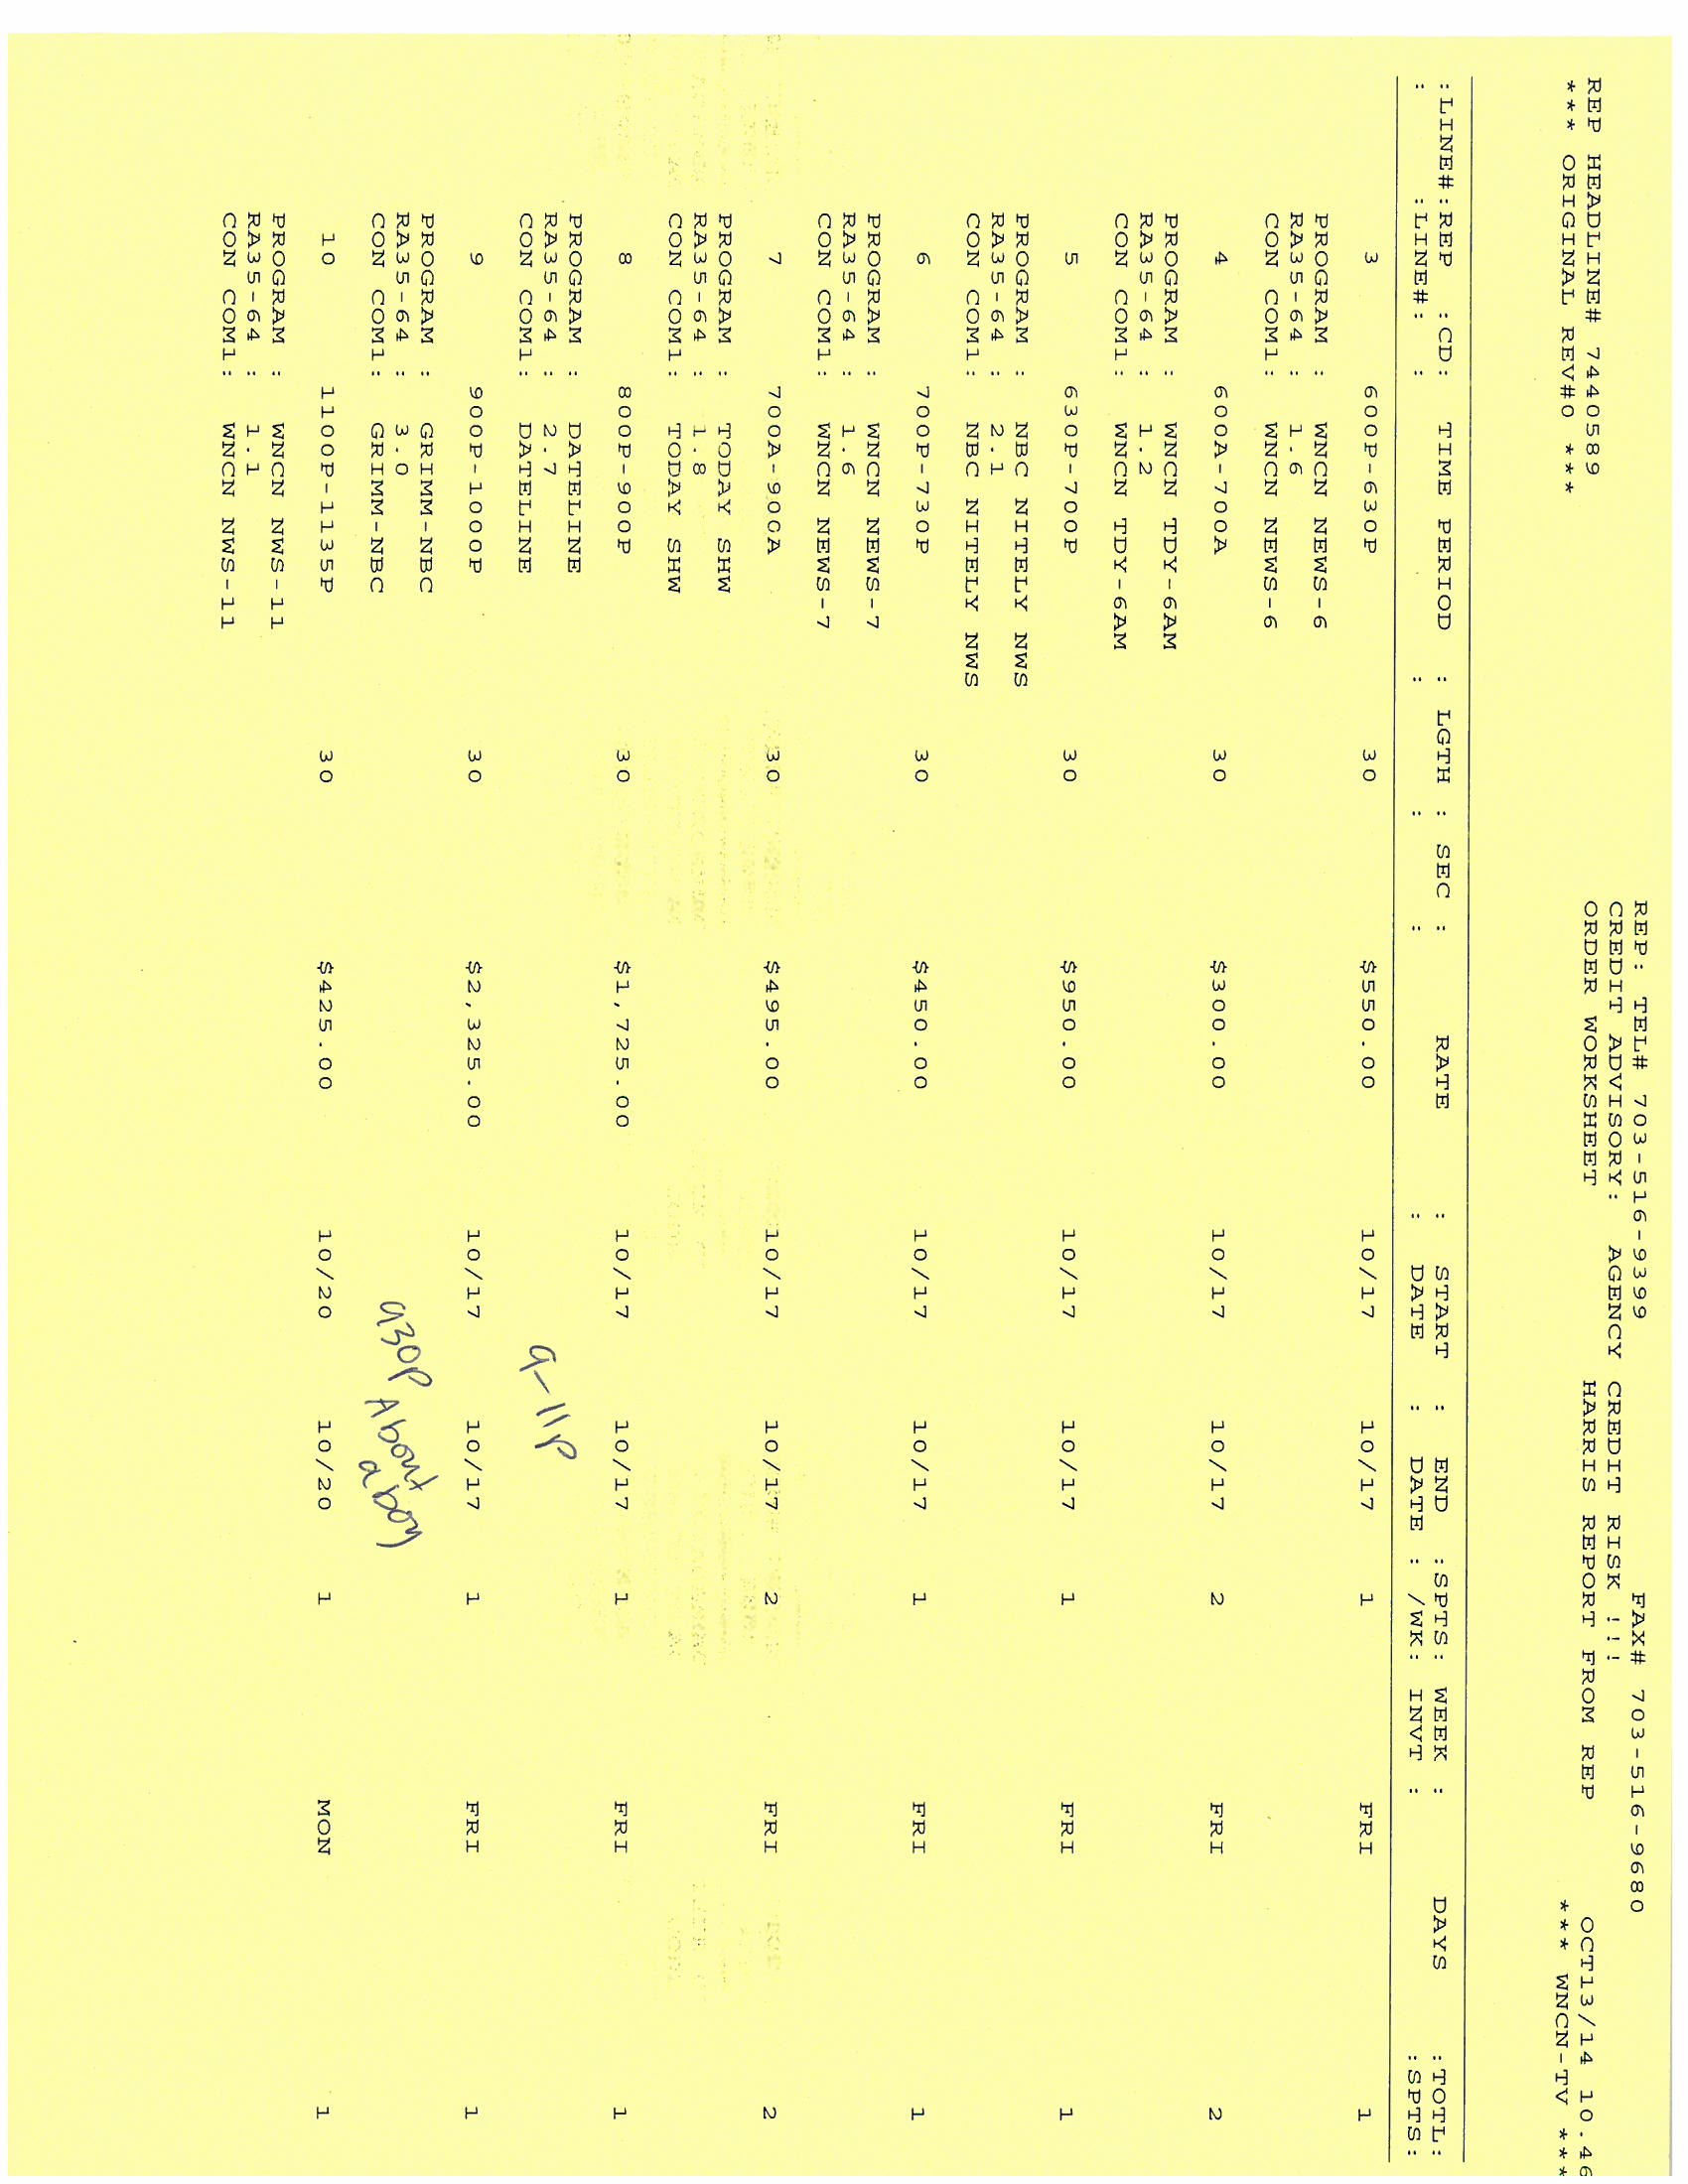 REP: TEL# 703-516-9399 FAX# 703-516-9680
CREDIT ADVISORY: AGENCY CREDIT RISK !!!
REP HEADLINE# 7440589 ORDER WORKSHEET HARRIS REPORT FROM REP OCT13/14 10.46
*** ORIGINAL REV#0 *** *** WNCN-TV ***
:LINE#:REP :CD: TIME PERIOD : LGTH : SEC : RATE : START : END :SPTS: WEEK : DAYS :TOTL:
: :LINE#: : : : : DATE : DATE : /WK: INVT : :SPTS:
3 600P-630P 30 $550.00 10/17 10/17 1 FRI 1
PROGRAM : WNCN NEWS-6
RA35-64 : 1.6
CON COM1: WNCN NEWS-6
4 600A-700A 30 $300.00 10/17 10/17 2 FRI 2
PROGRAM : WNCN TDY-6AM
RA35-64 : 1.2
CON COM1: WNCN TDY-6AM
5 630P-700P 30 $950.00 10/17 10/17 1 FRI 1
PROGRAM : NBC NITELY NWS
RA35-64 : 2.1
CON COM1: NBC NITELY NWS
6 700P-730P 30 $450.00 10/17 10/17 1 FRI 1
PROGRAM : WNCN NEWS-7
RA35-64 : 1.6
CON COM1: WNCN NEWS-7
7 700A-900A 30 $495.00 10/17 10/17 2 FRI 2
PROGRAM : TODAY SHW
RA35-64 : 1.8
CON COM1: TODAY SHW
8 800P-900P 30 $1,725.00 10/17 10/17 1 FRI 1
PROGRAM : DATELINE
RA35-64 : 2.7
CON COM1: DATELINE
9-11P
9 900P-1000P 30 $2,325.00 10/17 10/17 1 FRI 1
PROGRAM : GRIMM-NBC
RA35-64 : 3.0
CON COM1: GRIMM-NBC
930P About
a boy
10 1100P-1135P 30 $425.00 10/20 10/20 1 MON 1
PROGRAM : WNCN NWS-11
RA35-64 : 1.1
CON COM1: WNCN NWS-11